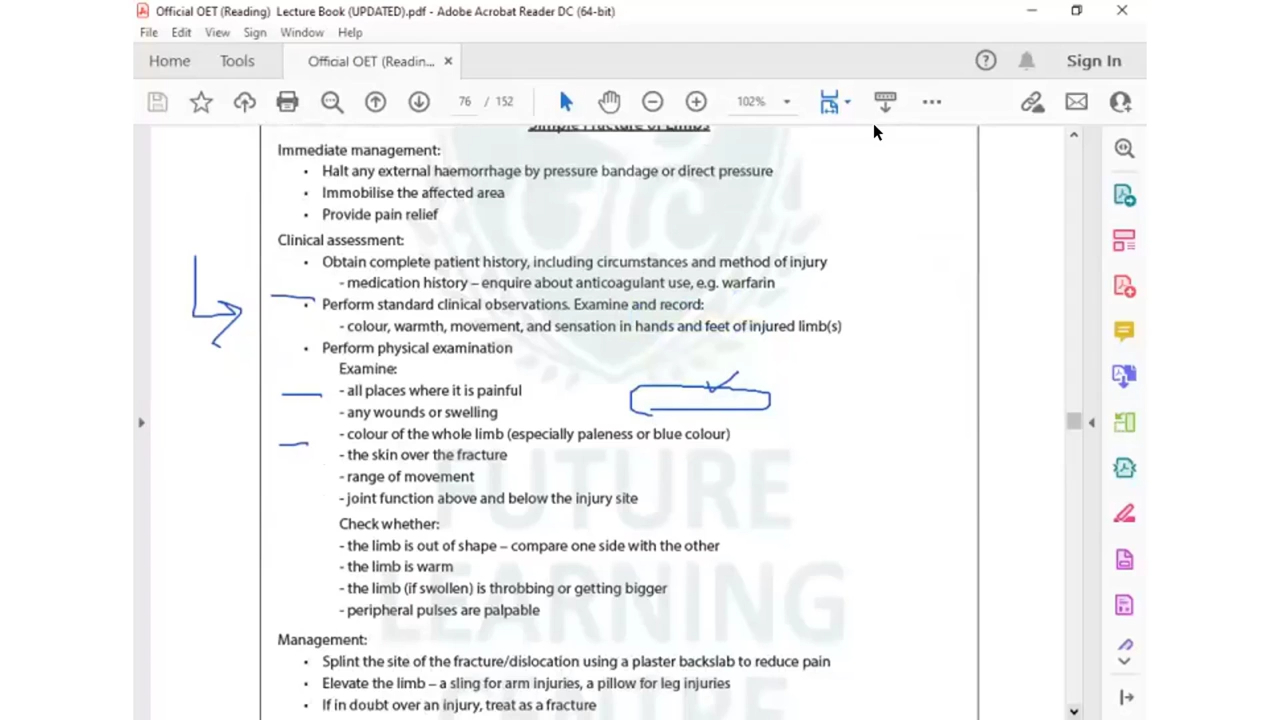 Official OET (Reading) Lecture Book (UPDATED).pdf - Adobe Acrobat Reader DC (64-bit)
File Edit View Sign Window Help
Home Tools Official OET (Readin... × Sign In
76 / 152 102%
Simple Fracture of Limbs
Immediate management:
• Halt any external haemorrhage by pressure bandage or direct pressure
• Immobilise the affected area
• Provide pain relief
Clinical assessment:
• Obtain complete patient history, including circumstances and method of injury
- medication history – enquire about anticoagulant use, e.g. warfarin
• Perform standard clinical observations. Examine and record:
- colour, warmth, movement, and sensation in hands and feet of injured limb(s)
• Perform physical examination
Examine:
- all places where it is painful
- any wounds or swelling
- colour of the whole limb (especially paleness or blue colour)
- the skin over the fracture
- range of movement
- joint function above and below the injury site
Check whether:
- the limb is out of shape – compare one side with the other
- the limb is warm
- the limb (if swollen) is throbbing or getting bigger
- peripheral pulses are palpable
Management:
• Splint the site of the fracture/dislocation using a plaster backslab to reduce pain
• Elevate the limb – a sling for arm injuries, a pillow for leg injuries
• If in doubt over an injury, treat as a fracture
FUTURE
LEARNING